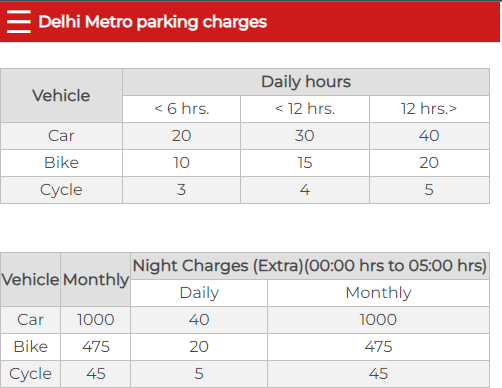 Delhi Metro parking charges
Vehicle Daily hours
< 6 hrs. < 12 hrs. 12 hrs.>
Car 20 30 40
Bike 10 15 20
Cycle 3 4 5
Vehicle Monthly Night Charges (Extra)(00:00 hrs to 05:00 hrs)
Daily Monthly
Car 1000 40 1000
Bike 475 20 475
Cycle 45 5 45